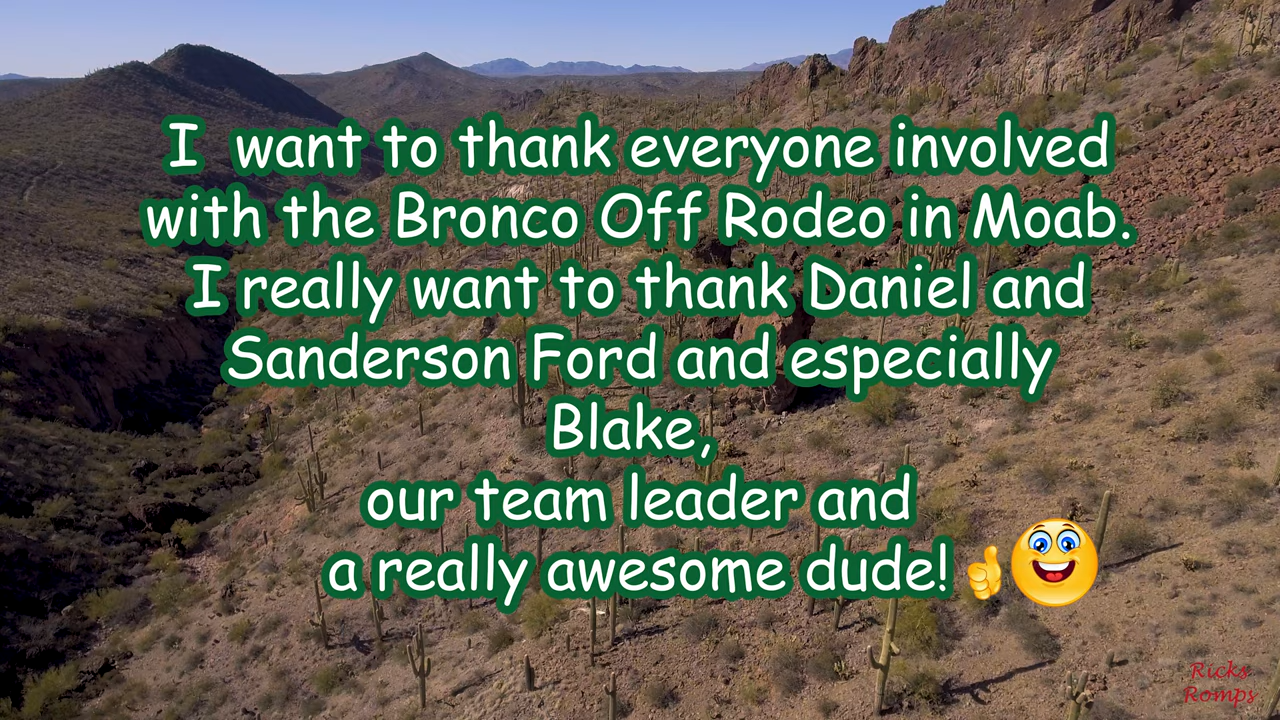 I want to thank everyone involved
with the Bronco Off Rodeo in Moab.
I really want to thank Daniel and
Sanderson Ford and especially
Blake,
our team leader and
a really awesome dude!
Ricks
Romps